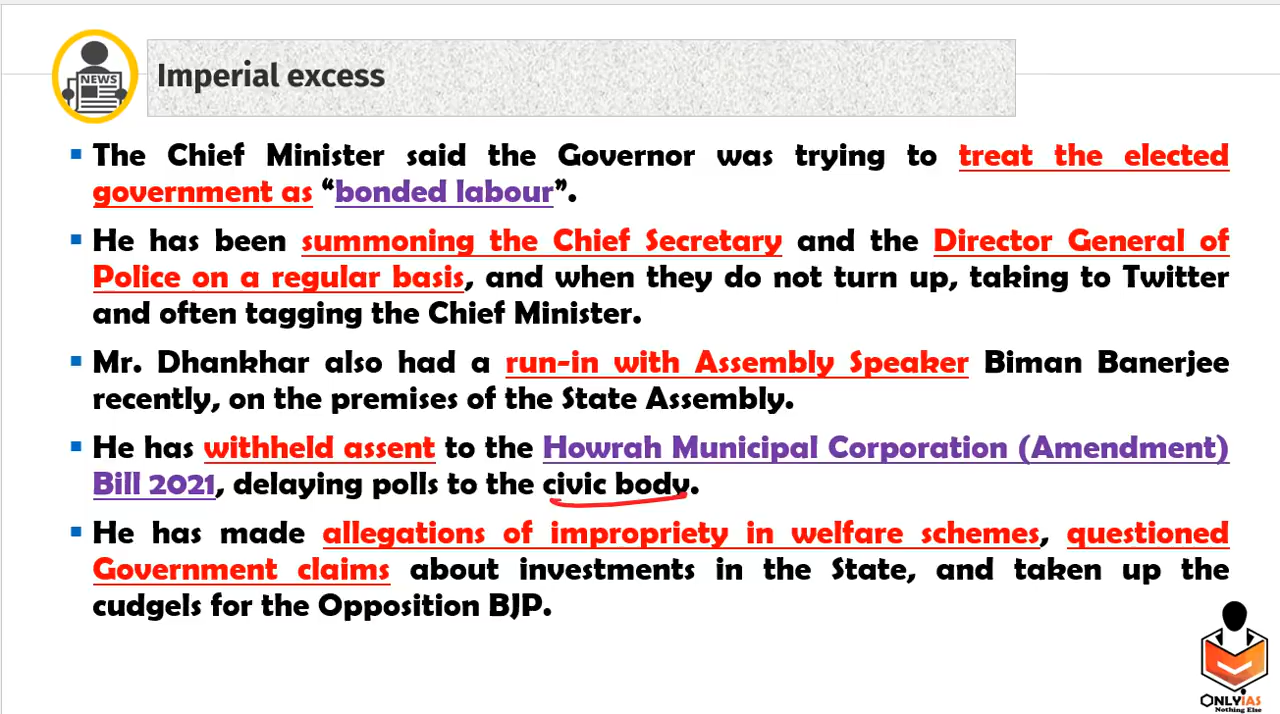 NEWS
Imperial excess
▪ The Chief Minister said the Governor was trying to treat the elected
government as “bonded labour”.
▪ He has been summoning the Chief Secretary and the Director General of
Police on a regular basis, and when they do not turn up, taking to Twitter
and often tagging the Chief Minister.
▪ Mr. Dhankhar also had a run-in with Assembly Speaker Biman Banerjee
recently, on the premises of the State Assembly.
▪ He has withheld assent to the Howrah Municipal Corporation (Amendment)
Bill 2021, delaying polls to the civic body.
▪ He has made allegations of impropriety in welfare schemes, questioned
Government claims about investments in the State, and taken up the
cudgels for the Opposition BJP.
ONLYIAS
Nothing Else